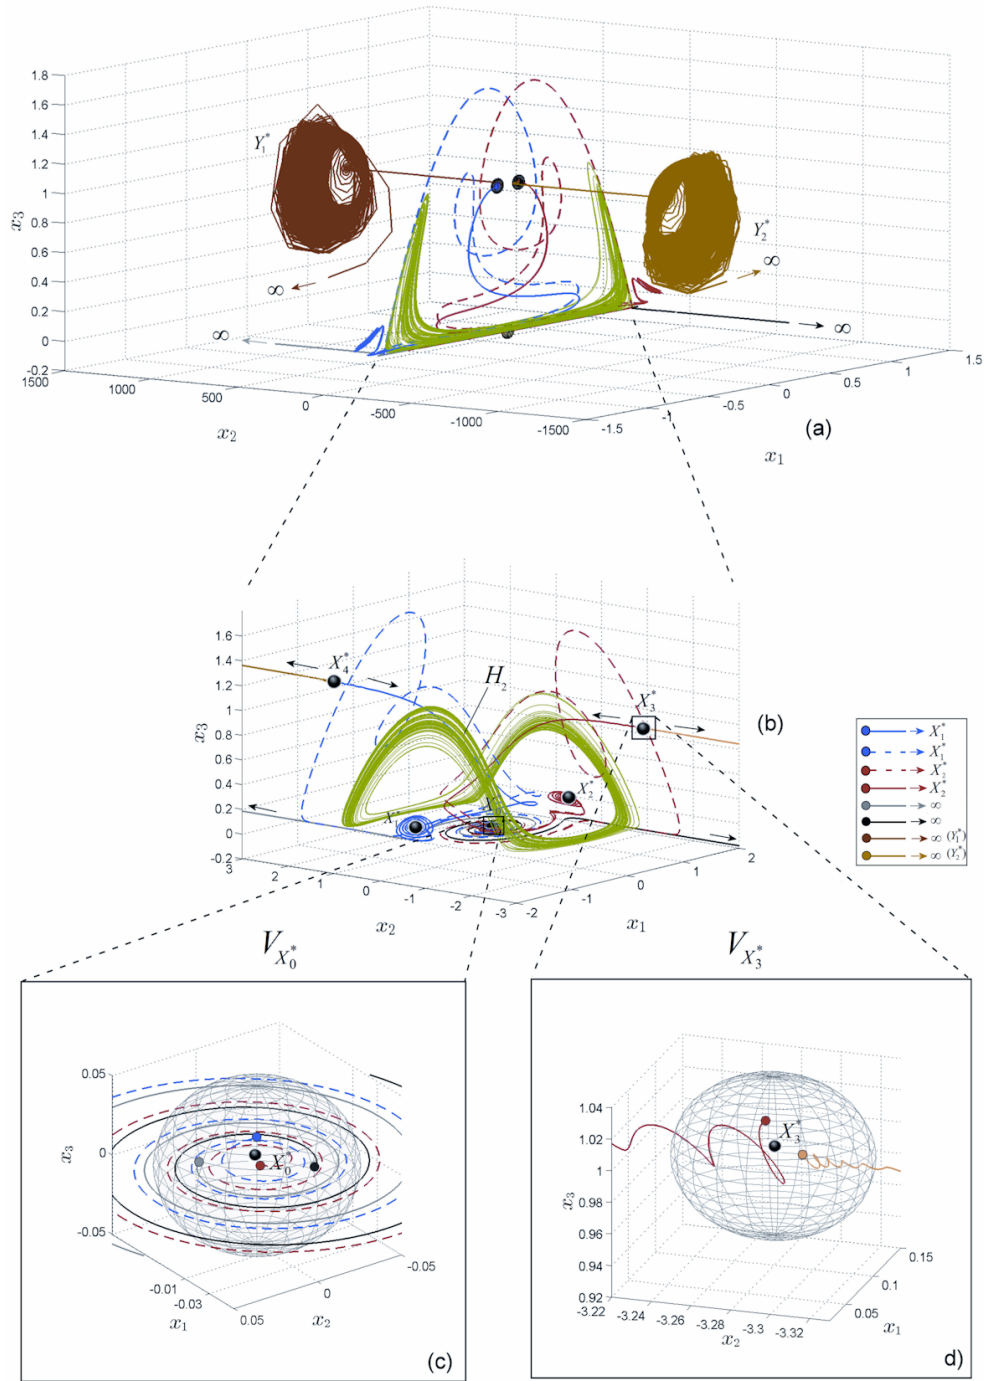 1.8
1.6
1.4
1.2
1
0.8
0.6
0.4
0.2
0
-0.2
x₃
Y₁*
Y₂*
∞
∞
∞
∞
1500
1000
500
0
-500
-1000
-1500
x₂
-1.5
-1
-0.5
0
0.5
1
1.5
x₁
(a)
1.6
1.4
1.2
1
0.8
0.6
0.4
0.2
0
-0.2
x₃
X₄*
H₂
X₃*
X₂*
X₁*
(b)
3
2
1
0
-1
-2
-3
x₂
-2
-1
0
1
2
x₁
X₁*
X₁*
X₂*
X₂*
∞
∞
∞ (Y₁*)
∞ (Y₂*)
V_X₀*
V_X₃*
0.05
0
-0.05
x₃
X₀*
-0.01
-0.03
0.05
x₁
0
-0.05
x₂
(c)
1.04
1.02
1
0.98
0.96
0.94
0.92
x₃
X₃*
-3.22
-3.24
-3.26
-3.28
-3.3
-3.32
x₂
0.05
0.1
0.15
x₁
d)